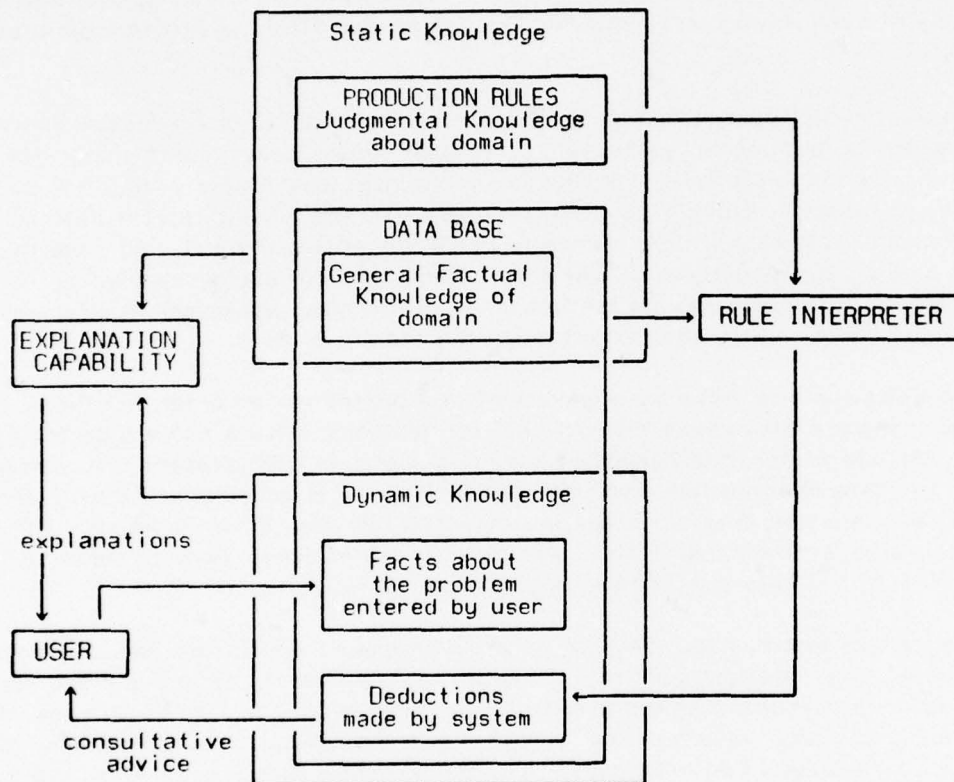 Static Knowledge
PRODUCTION RULES
Judgmental Knowledge
about domain
DATA BASE
General Factual
Knowledge of
domain
RULE INTERPRETER
EXPLANATION
CAPABILITY
Dynamic Knowledge
explanations
Facts about
the problem
entered by user
USER
Deductions
made by system
consultative
advice